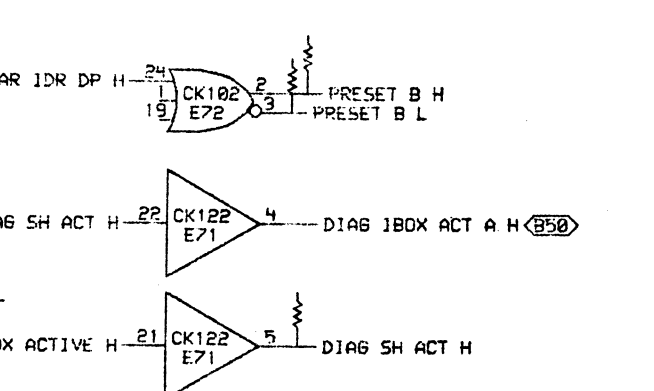 24
AR IDR DP H
1
19
CK102
E72
2
3
PRESET B H
PRESET B L
AG SH ACT H
22
CK122
E71
4
DIAG IBOX ACT A H
B50
OX ACTIVE H
21
CK122
E71
5
DIAG SH ACT H